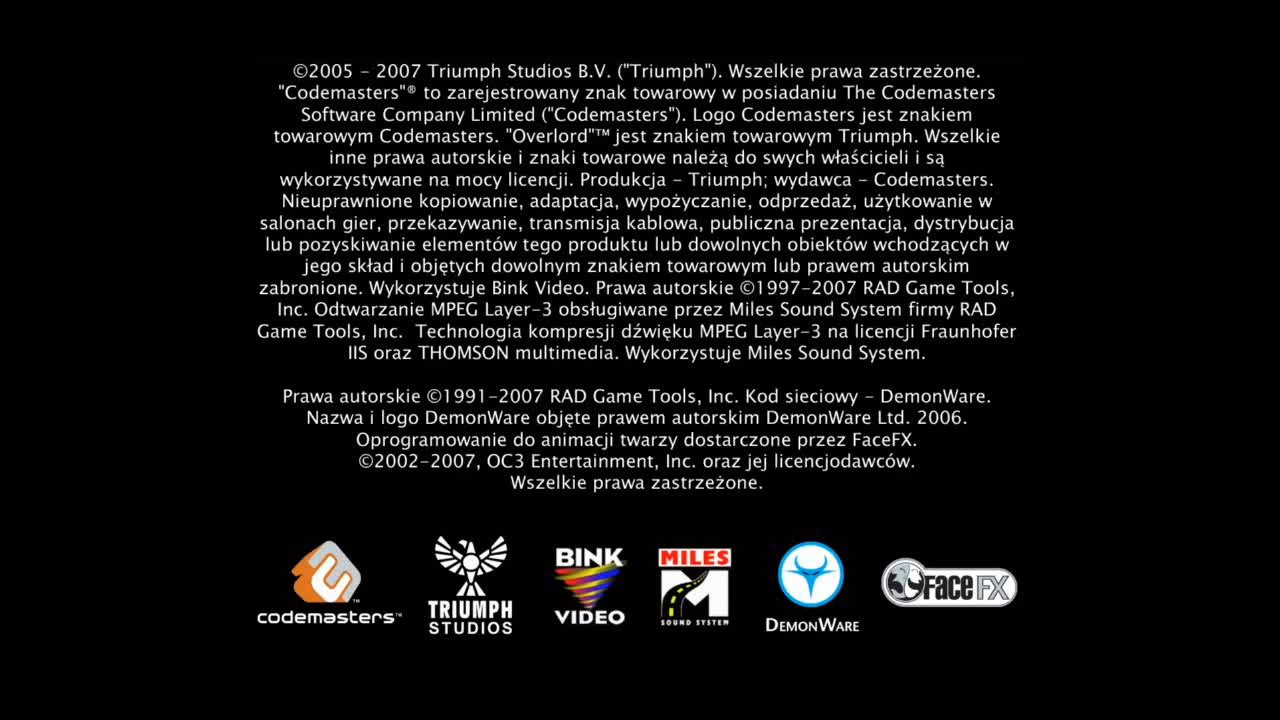 ©2005 – 2007 Triumph Studios B.V. ("Triumph"). Wszelkie prawa zastrzeżone.
"Codemasters"® to zarejestrowany znak towarowy w posiadaniu The Codemasters
Software Company Limited ("Codemasters"). Logo Codemasters jest znakiem
towarowym Codemasters. "Overlord"™ jest znakiem towarowym Triumph. Wszelkie
inne prawa autorskie i znaki towarowe należą do swych właścicieli i są
wykorzystywane na mocy licencji. Produkcja – Triumph; wydawca – Codemasters.
Nieuprawnione kopiowanie, adaptacja, wypożyczanie, odprzedaż, użytkowanie w
salonach gier, przekazywanie, transmisja kablowa, publiczna prezentacja, dystrybucja
lub pozyskiwanie elementów tego produktu lub dowolnych obiektów wchodzących w
jego skład i objętych dowolnym znakiem towarowym lub prawem autorskim
zabronione. Wykorzystuje Bink Video. Prawa autorskie ©1997–2007 RAD Game Tools,
Inc. Odtwarzanie MPEG Layer–3 obsługiwane przez Miles Sound System firmy RAD
Game Tools, Inc. Technologia kompresji dźwięku MPEG Layer–3 na licencji Fraunhofer
IIS oraz THOMSON multimedia. Wykorzystuje Miles Sound System.
Prawa autorskie ©1991–2007 RAD Game Tools, Inc. Kod sieciowy – DemonWare.
Nazwa i logo DemonWare objęte prawem autorskim DemonWare Ltd. 2006.
Oprogramowanie do animacji twarzy dostarczone przez FaceFX.
©2002–2007, OC3 Entertainment, Inc. oraz jej licencjodawców.
Wszelkie prawa zastrzeżone.
codemasters™
TRIUMPH
STUDIOS
BINK
VIDEO
MILES
M
SOUND SYSTEM
DEMONWARE
FACE FX